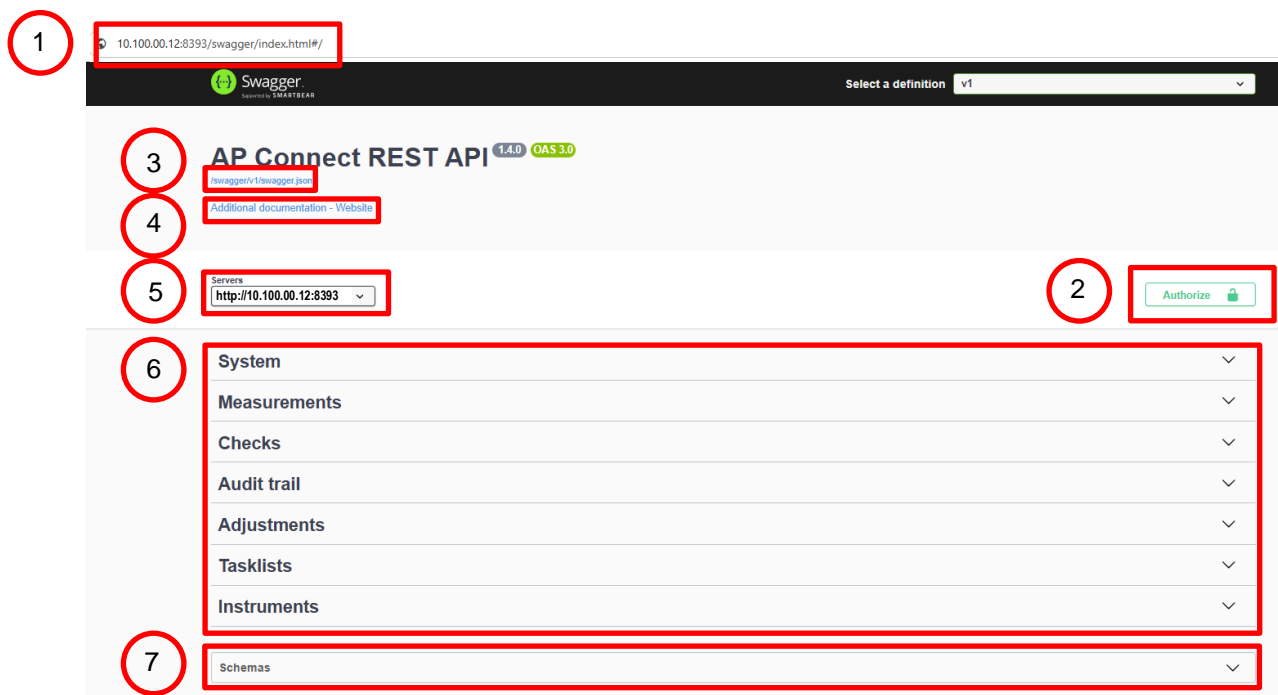 1
10.100.00.12:8393/swagger/index.html#/
Swagger.
Supported by SMARTBEAR
Select a definition v1
3
AP Connect REST API 1.4.0 OAS 3.0
/swagger/v1/swagger.json
4
Additional documentation - Website
5
Servers
http://10.100.00.12:8393
2
Authorize
6
System
Measurements
Checks
Audit trail
Adjustments
Tasklists
Instruments
7
Schemas